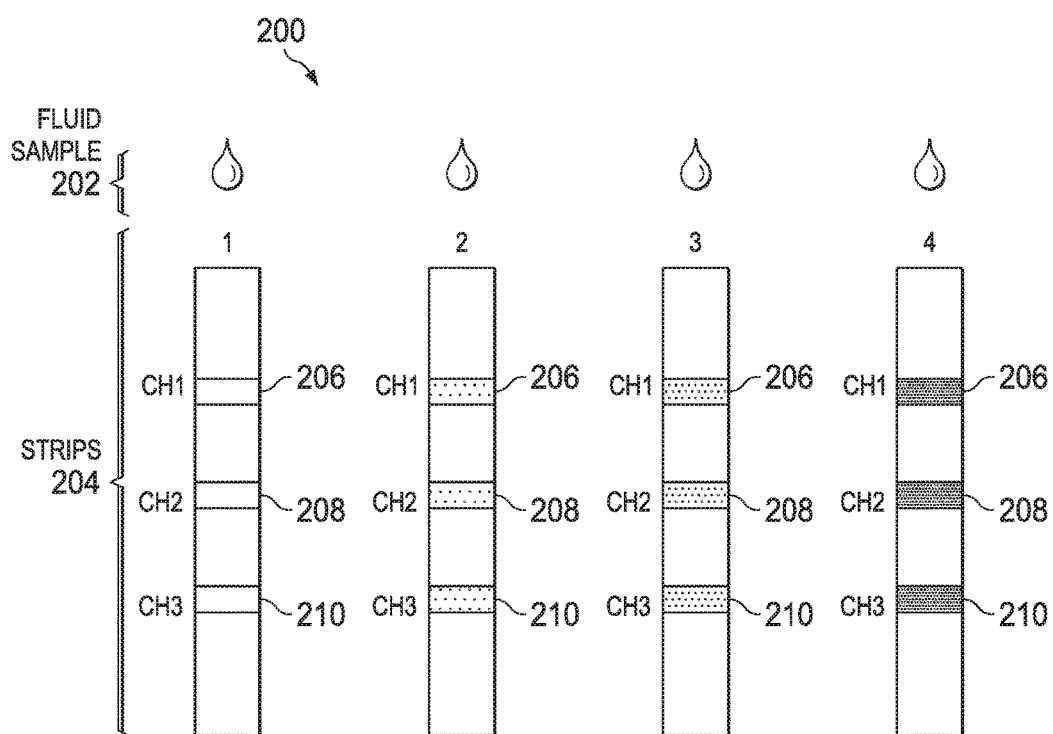 200
FLUID
SAMPLE
202
1 2 3 4
CH1 206 CH1 206 CH1 206 CH1 206
STRIPS
204
CH2 208 CH2 208 CH2 208 CH2 208
CH3 210 CH3 210 CH3 210 CH3 210